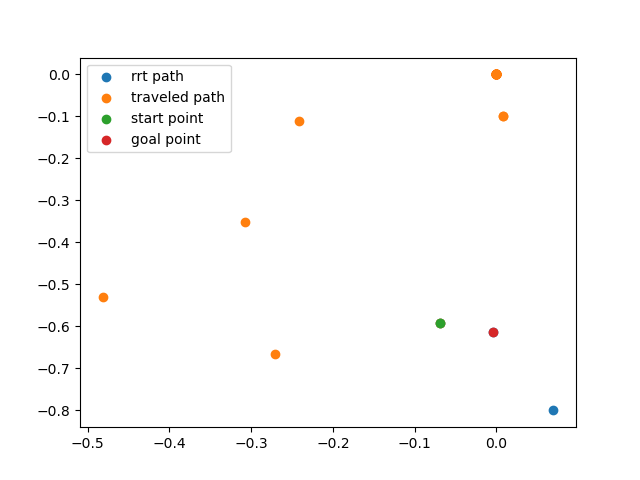 rrt path
traveled path
start point
goal point
0.0
−0.1
−0.2
−0.3
−0.4
−0.5
−0.6
−0.7
−0.8
−0.5 −0.4 −0.3 −0.2 −0.1 0.0